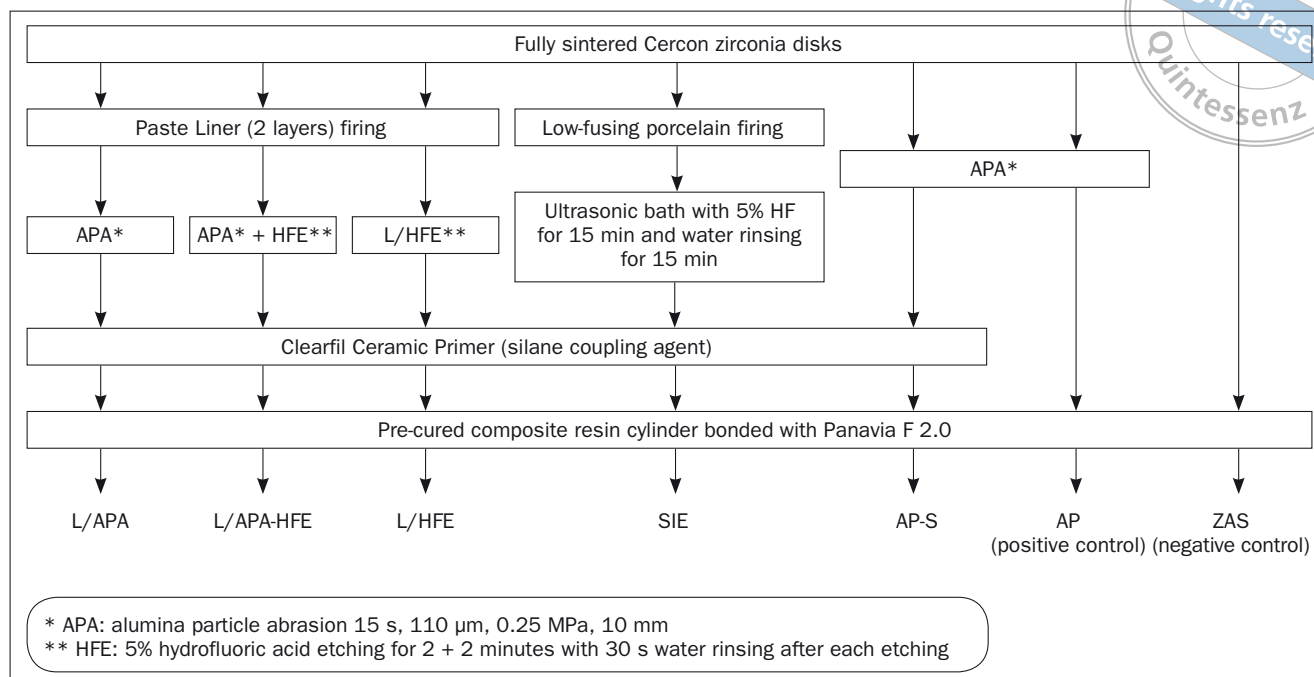 Fully sintered Cercon zirconia disks
Paste Liner (2 layers) firing
Low-fusing porcelain firing
APA*
APA*
APA* + HFE**
L/HFE**
Ultrasonic bath with 5% HF
for 15 min and water rinsing
for 15 min
Clearfil Ceramic Primer (silane coupling agent)
Pre-cured composite resin cylinder bonded with Panavia F 2.0
L/APA
L/APA-HFE
L/HFE
SIE
AP-S
AP
(positive control)
ZAS
(negative control)
* APA: alumina particle abrasion 15 s, 110 µm, 0.25 MPa, 10 mm
** HFE: 5% hydrofluoric acid etching for 2 + 2 minutes with 30 s water rinsing after each etching
Quintessenz